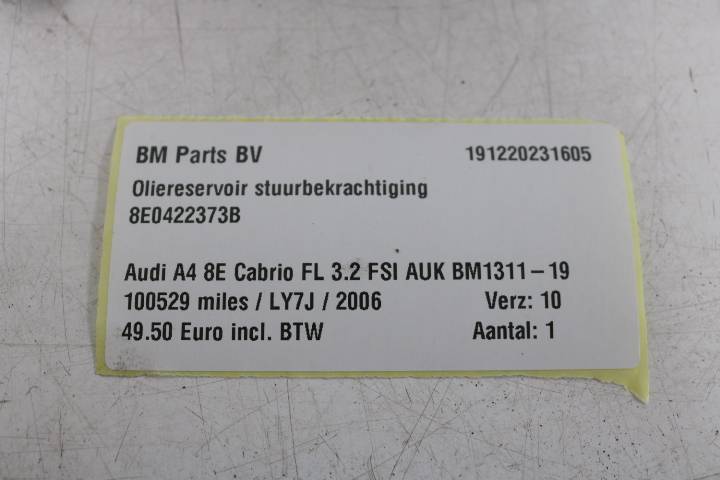 BM Parts BV 191220231605
Oliereservoir stuurbekrachtiging
8E0422373B
Audi A4 8E Cabrio FL 3.2 FSI AUK BM1311-19
100529 miles / LY7J / 2006 Verz: 10
49.50 Euro incl. BTW Aantal: 1